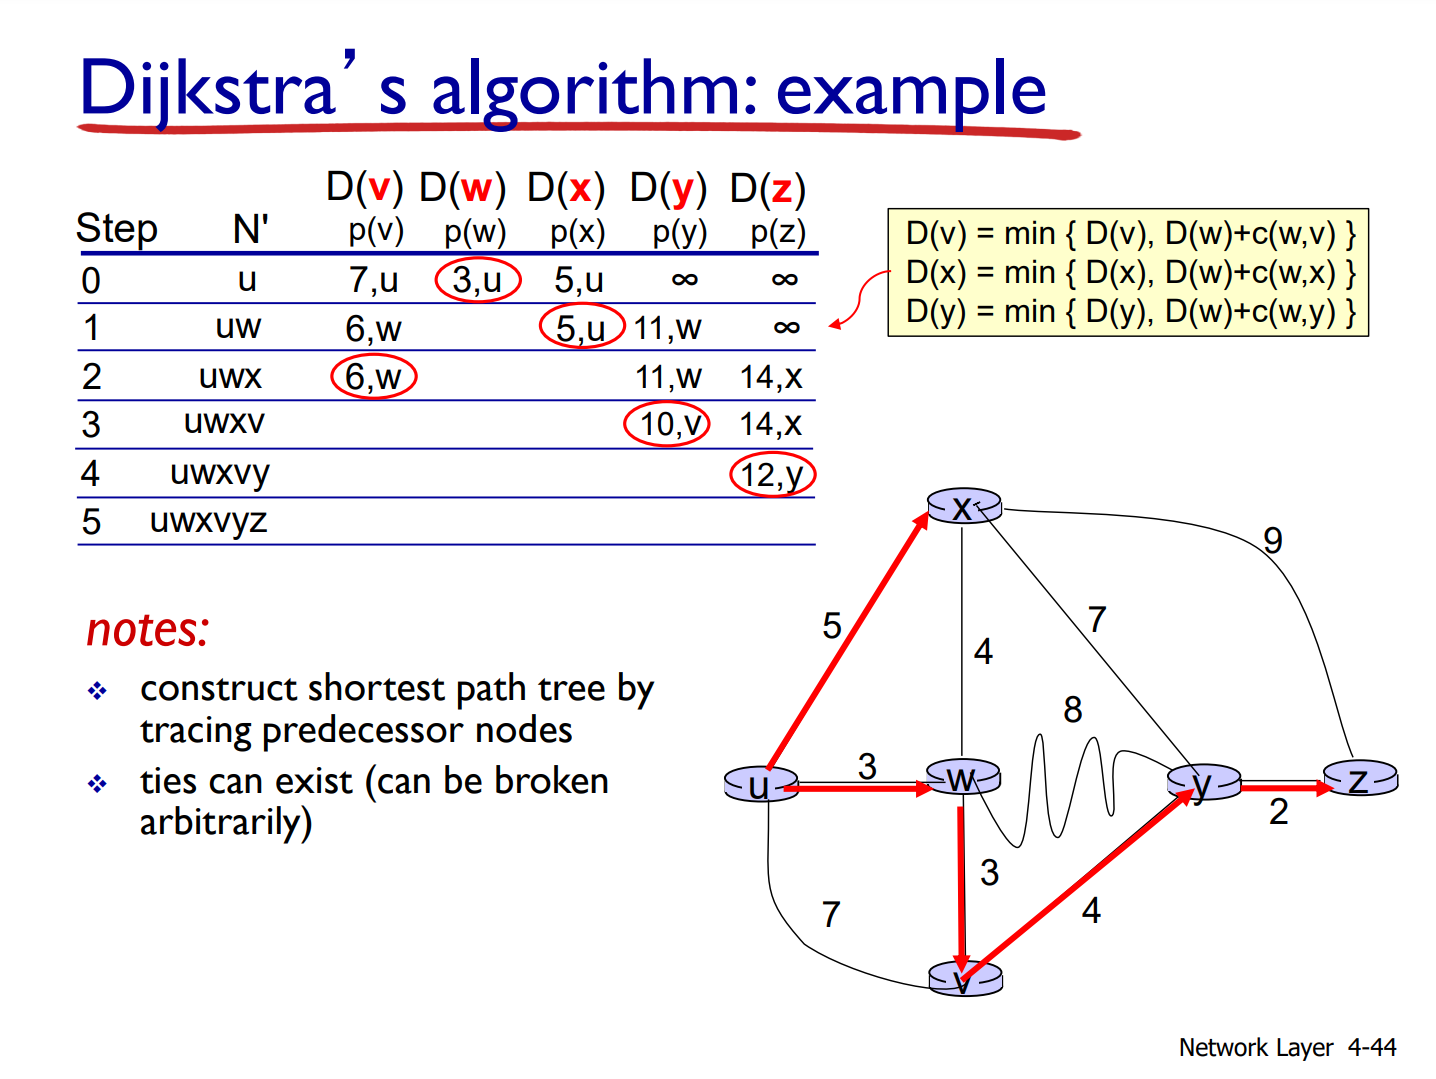 Dijkstra’s algorithm: example
D(v) D(w) D(x) D(y) D(z)
Step N' p(v) p(w) p(x) p(y) p(z)
0 u 7,u 3,u 5,u ∞ ∞
1 uw 6,w 5,u 11,w ∞
2 uwx 6,w 11,w 14,x
3 uwxv 10,v 14,x
4 uwxvy 12,y
5 uwxvyz
D(v) = min { D(v), D(w)+c(w,v) }
D(x) = min { D(x), D(w)+c(w,x) }
D(y) = min { D(y), D(w)+c(w,y) }
notes:
❖ construct shortest path tree by
tracing predecessor nodes
❖ ties can exist (can be broken
arbitrarily)
x
9
5
7
4
8
u
3
w
y
z
2
3
7
4
v
Network Layer 4-44